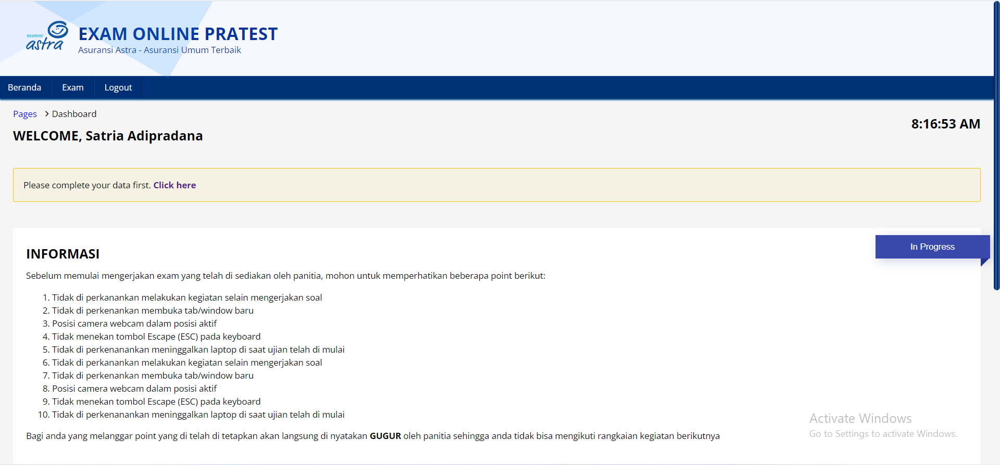 asuransi
astra
EXAM ONLINE PRATEST
Asuransi Astra - Asuransi Umum Terbaik
Beranda
Exam
Logout
Pages > Dashboard
8:16:53 AM
WELCOME, Satria Adipradana
Please complete your data first. Click here
In Progress
INFORMASI
Sebelum memulai mengerjakan exam yang telah di sediakan oleh panitia, mohon untuk memperhatikan beberapa point berikut:
1. Tidak di perkanankan melakukan kegiatan selain mengerjakan soal
2. Tidak di perkenankan membuka tab/window baru
3. Posisi camera webcam dalam posisi aktif
4. Tidak menekan tombol Escape (ESC) pada keyboard
5. Tidak di perkenanankan meninggalkan laptop di saat ujian telah di mulai
6. Tidak di perkanankan melakukan kegiatan selain mengerjakan soal
7. Tidak di perkenankan membuka tab/window baru
8. Posisi camera webcam dalam posisi aktif
9. Tidak menekan tombol Escape (ESC) pada keyboard
10. Tidak di perkenanankan meninggalkan laptop di saat ujian telah di mulai
Bagi anda yang melanggar point yang di telah di tetapkan akan langsung di nyatakan GUGUR oleh panitia sehingga anda tidak bisa mengikuti rangkaian kegiatan berikutnya
Activate Windows
Go to Settings to activate Windows.